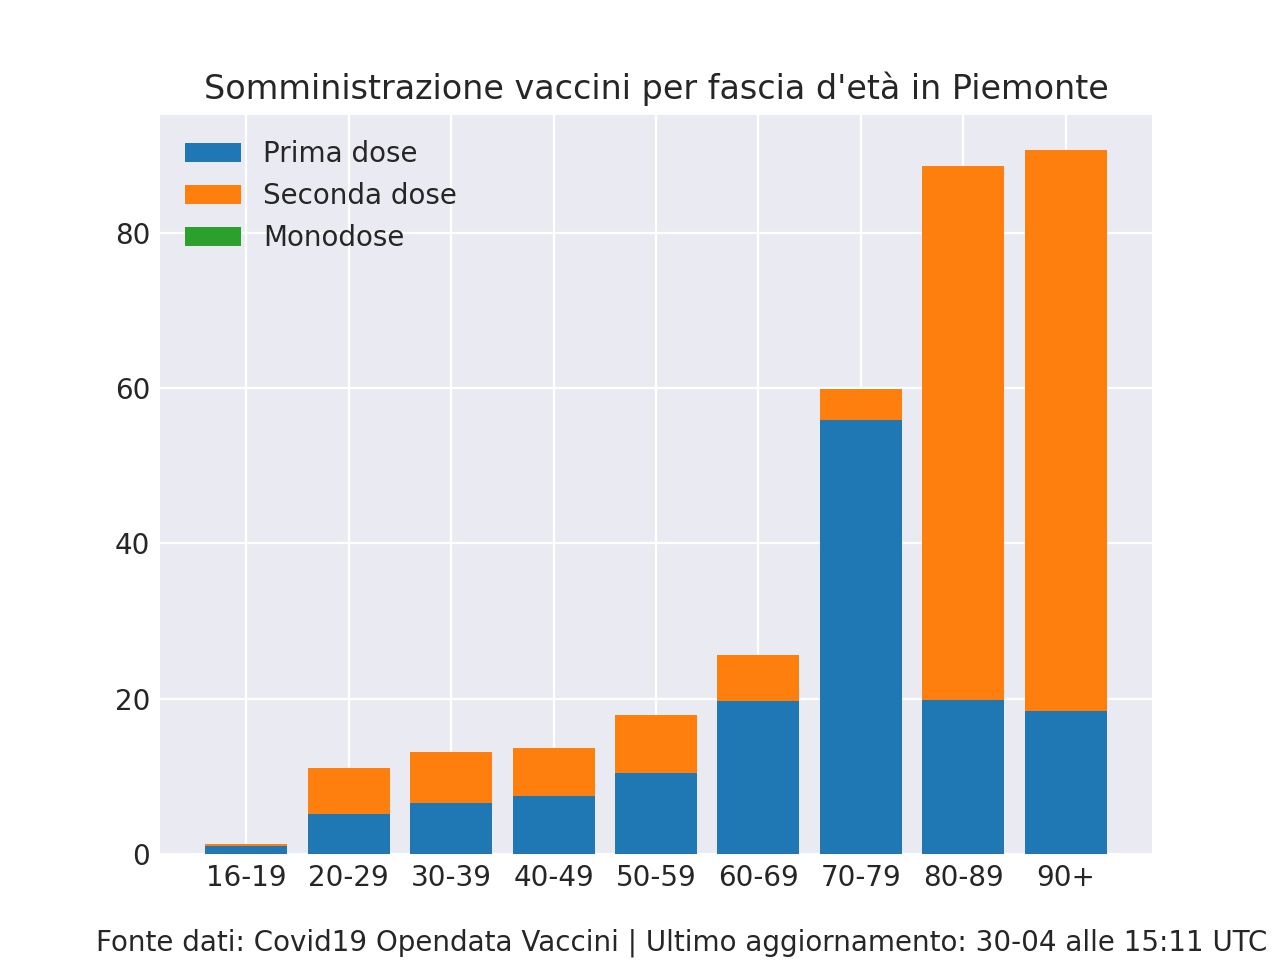 Somministrazione vaccini per fascia d'età in Piemonte
Prima dose
Seconda dose
Monodose
80
60
40
20
0
16-19 20-29 30-39 40-49 50-59 60-69 70-79 80-89 90+
Fonte dati: Covid19 Opendata Vaccini | Ultimo aggiornamento: 30-04 alle 15:11 UTC